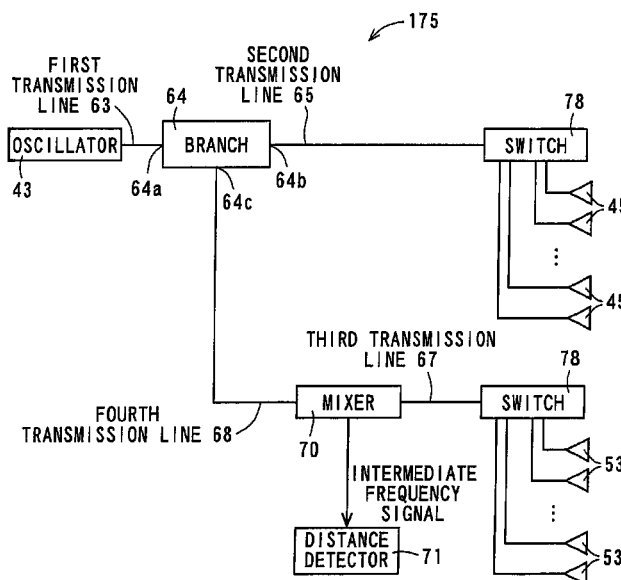 175
FIRST
TRANSMISSION
LINE 63
SECOND
TRANSMISSION
LINE 65
64
78
OSCILLATOR
BRANCH
SWITCH
43
64a
64b
64c
45
⋮
45
THIRD TRANSMISSION
LINE 67
78
MIXER
SWITCH
FOURTH
TRANSMISSION
LINE 68
70
53
INTERMEDIATE
FREQUENCY
SIGNAL
⋮
DISTANCE
DETECTOR
71
53